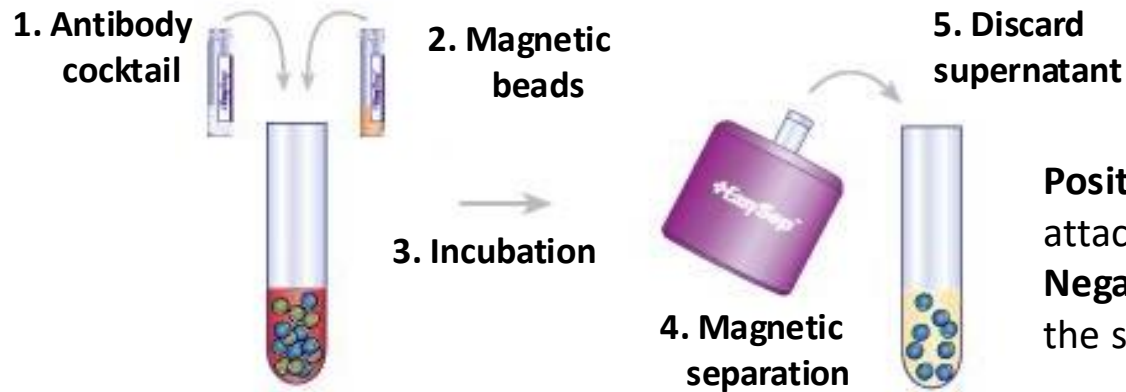 1. Antibody
cocktail
2. Magnetic
beads
3. Incubation
EasySep
4. Magnetic
separation
5. Discard
supernatant
Posit
attac
Nega
the s